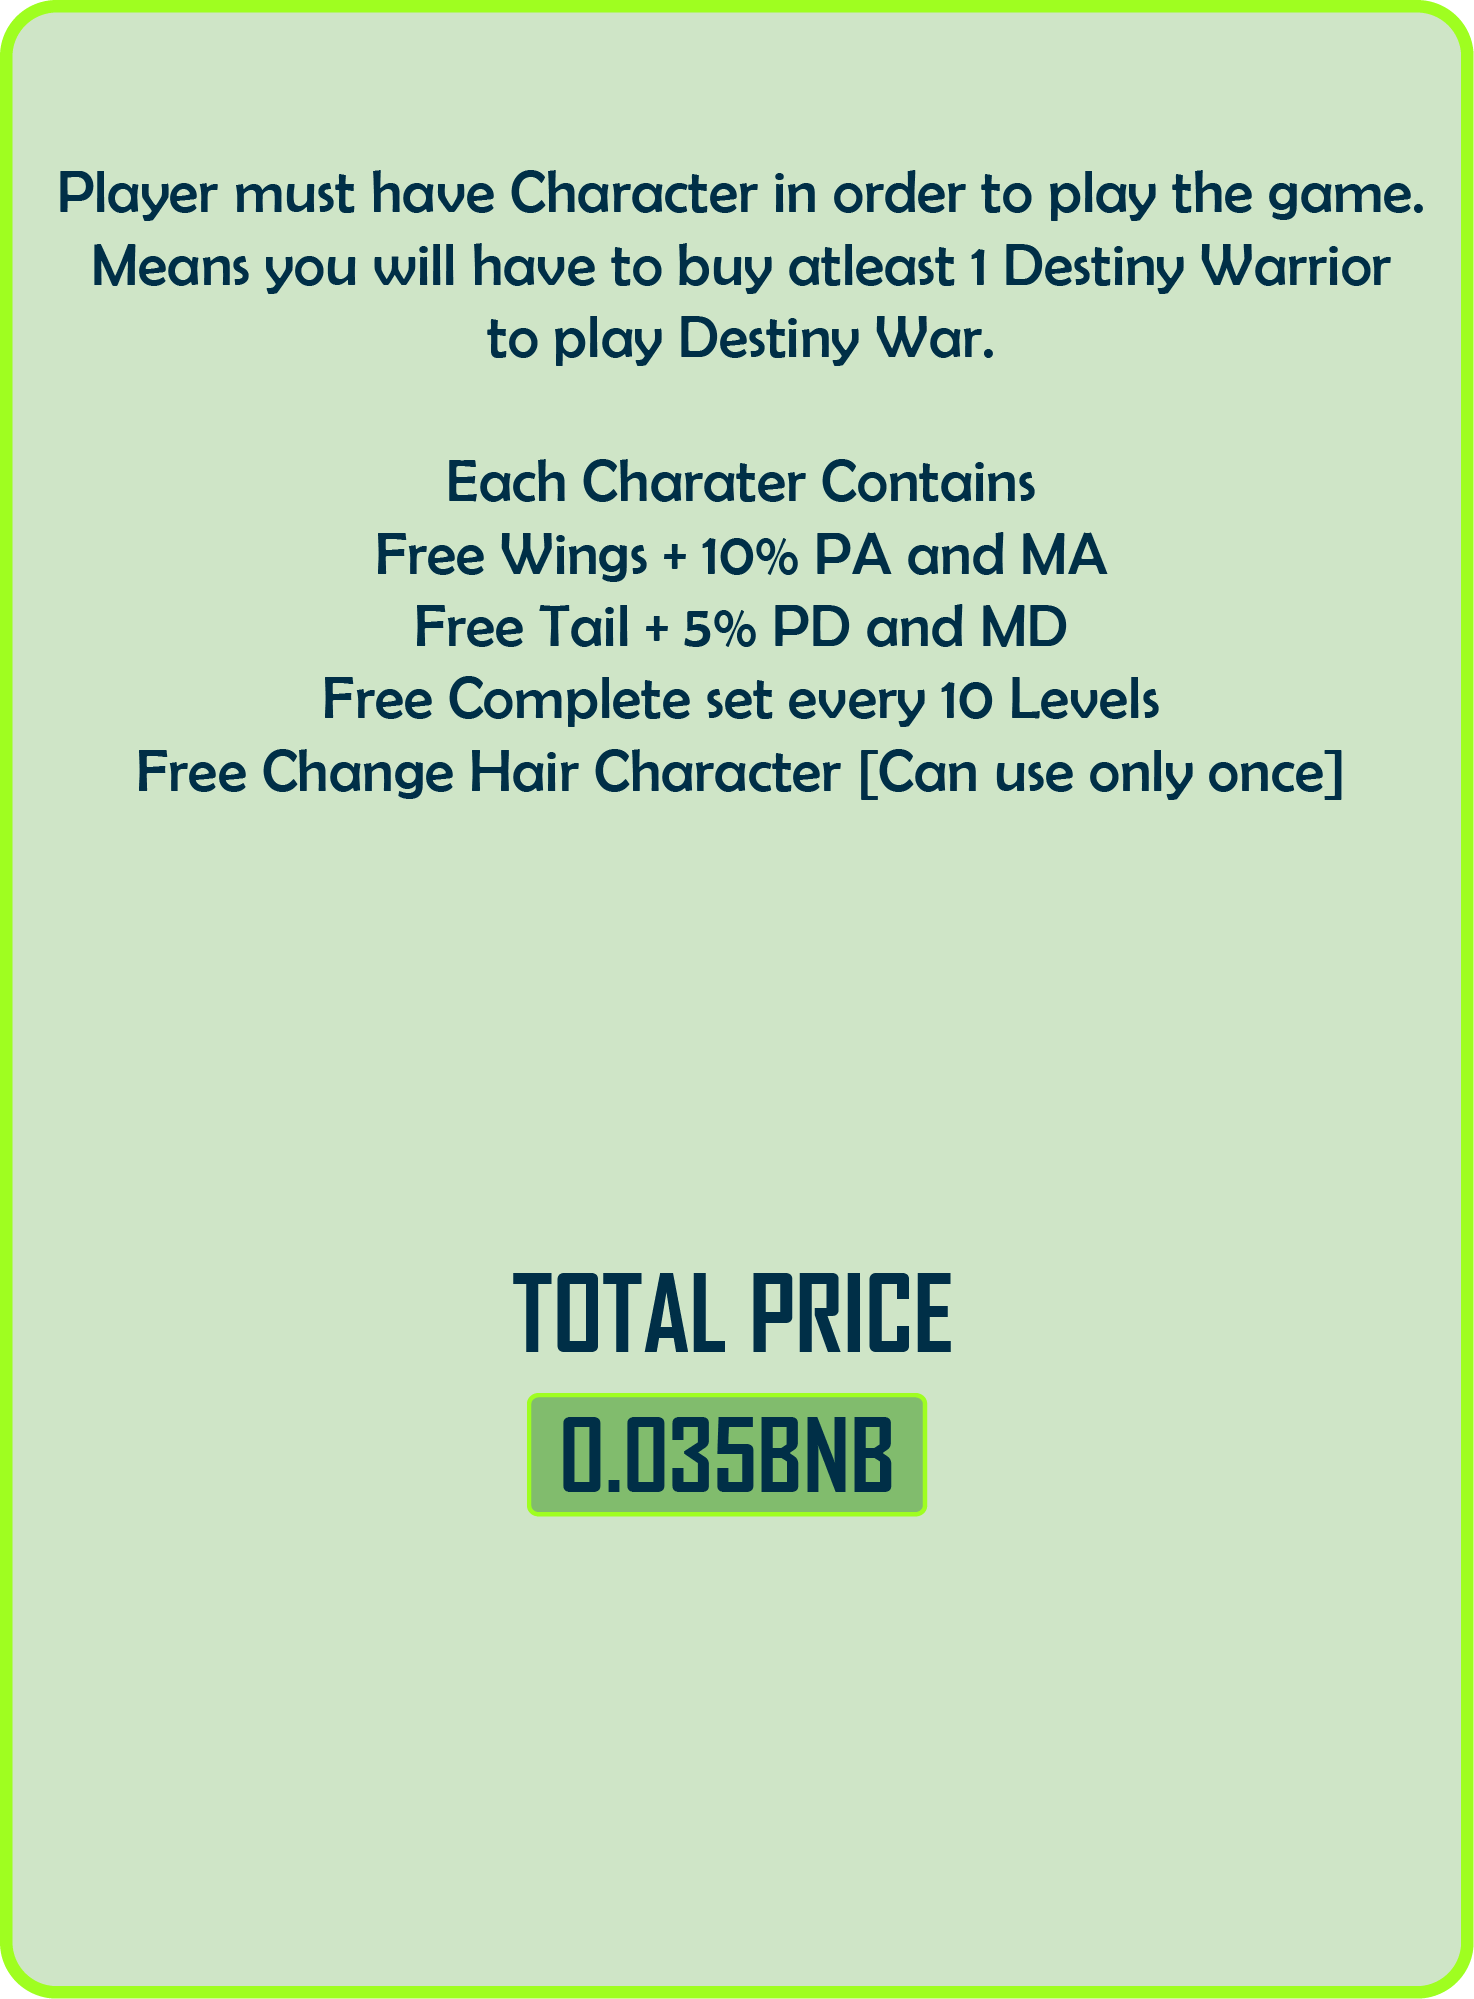 Player must have Character in order to play the game.
Means you will have to buy atleast 1 Destiny Warrior
to play Destiny War.
Each Charater Contains
Free Wings + 10% PA and MA
Free Tail + 5% PD and MD
Free Complete set every 10 Levels
Free Change Hair Character [Can use only once]
TOTAL PRICE
0.035BNB